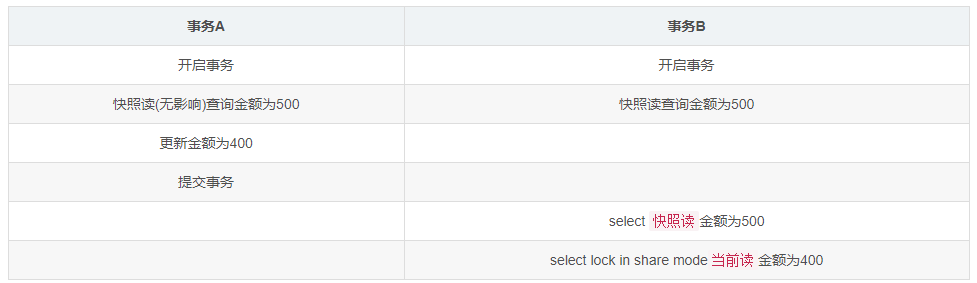 事务A 事务B
开启事务 开启事务
快照读(无影响)查询金额为500 快照读查询金额为500
更新金额为400
提交事务
select 快照读 金额为500
select lock in share mode 当前读 金额为400